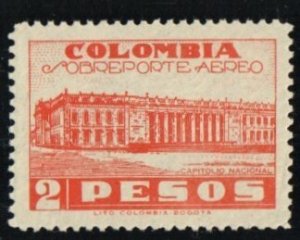 COLOMBIA
SOBREPORTE AEREO
CAPITOLIO NACIONAL
2 PESOS
LITO COLOMBIA-BOGOTA